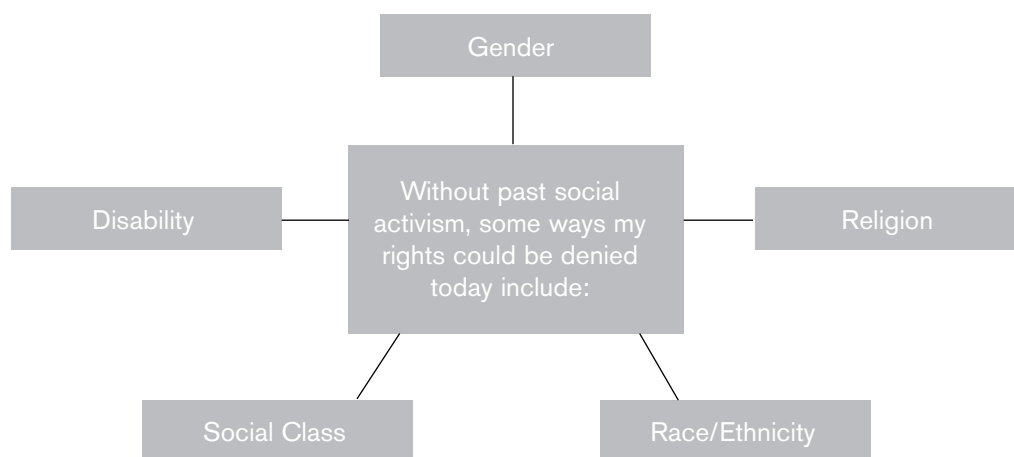 Gender
Without past social
activism, some ways my
rights could be denied
today include:
Disability
Religion
Social Class
Race/Ethnicity